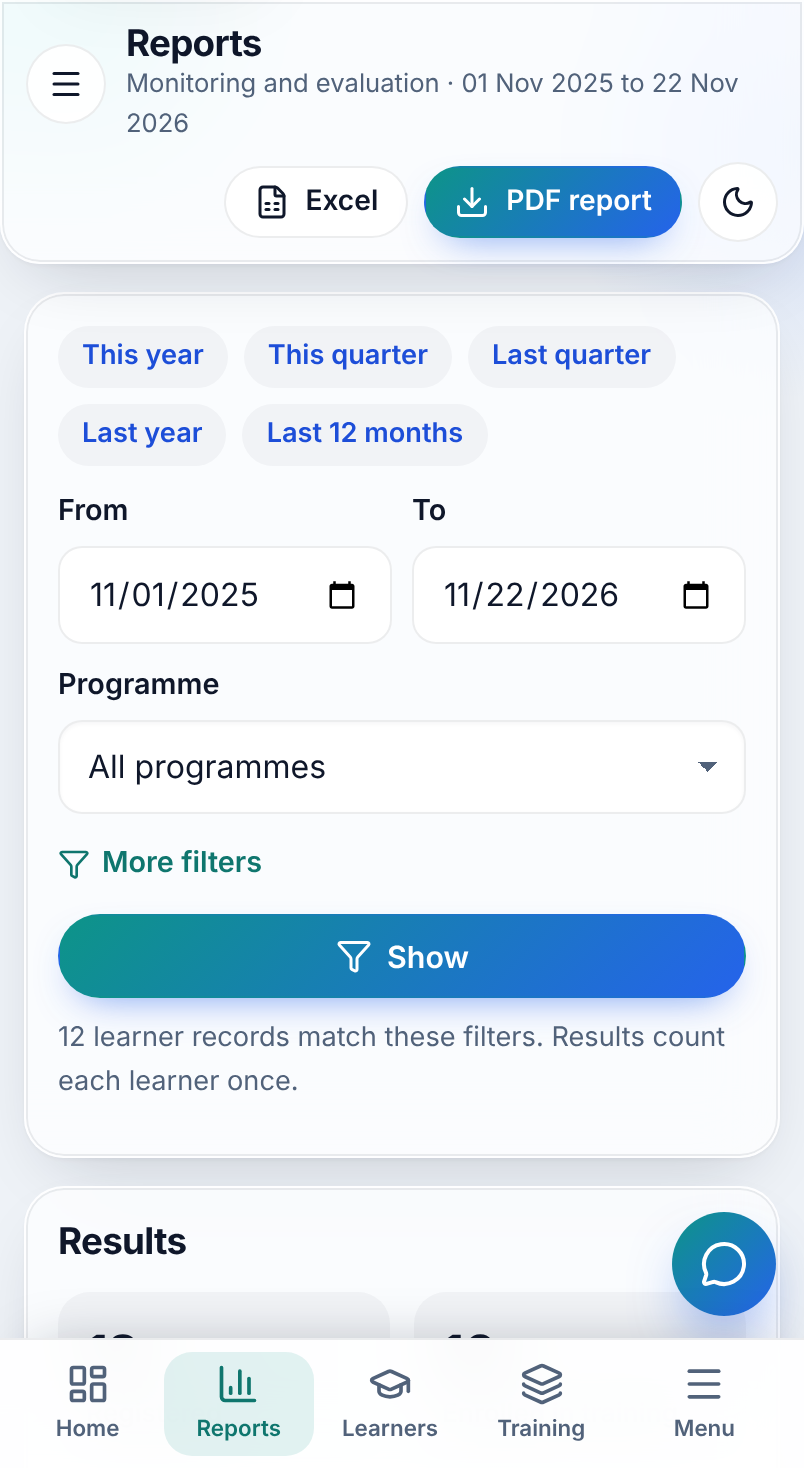 Reports
Monitoring and evaluation · 01 Nov 2025 to 22 Nov
2026
Excel
PDF report
This year
This quarter
Last quarter
Last year
Last 12 months
From
To
11/01/2025
11/22/2026
Programme
All programmes
More filters
Show
12 learner records match these filters. Results count
each learner once.
Results
Home
Reports
Learners
Training
Menu